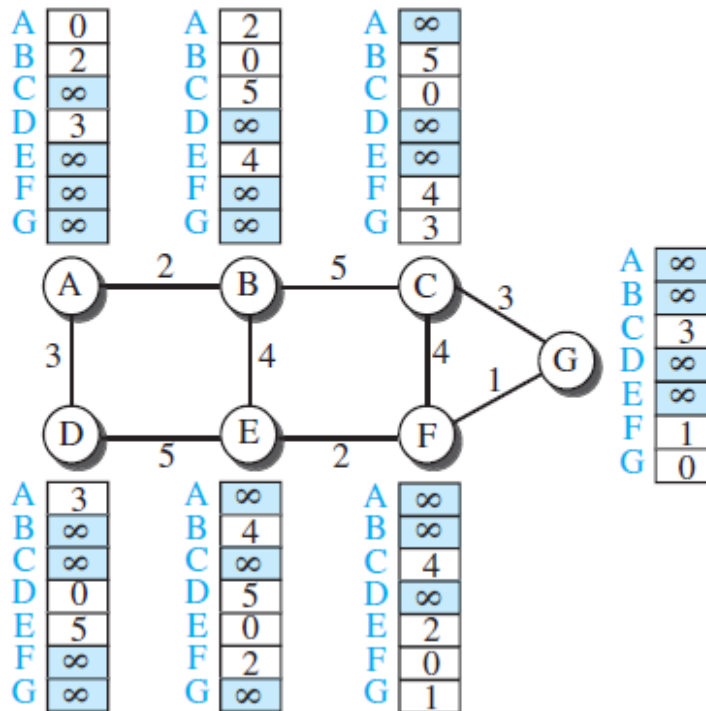 A 0
B 2
C ∞
D 3
E ∞
F ∞
G ∞
A 2
B 0
C 5
D ∞
E 4
F ∞
G ∞
A ∞
B 5
C 0
D ∞
E ∞
F 4
G 3
A 2 B 5 C
3
3 4 4 G
1
D 5 E 2 F
A ∞
B ∞
C 3
D ∞
E ∞
F 1
G 0
A 3
B ∞
C ∞
D 0
E 5
F ∞
G ∞
A ∞
B 4
C ∞
D 5
E 0
F 2
G ∞
A ∞
B ∞
C 4
D ∞
E 2
F 0
G 1